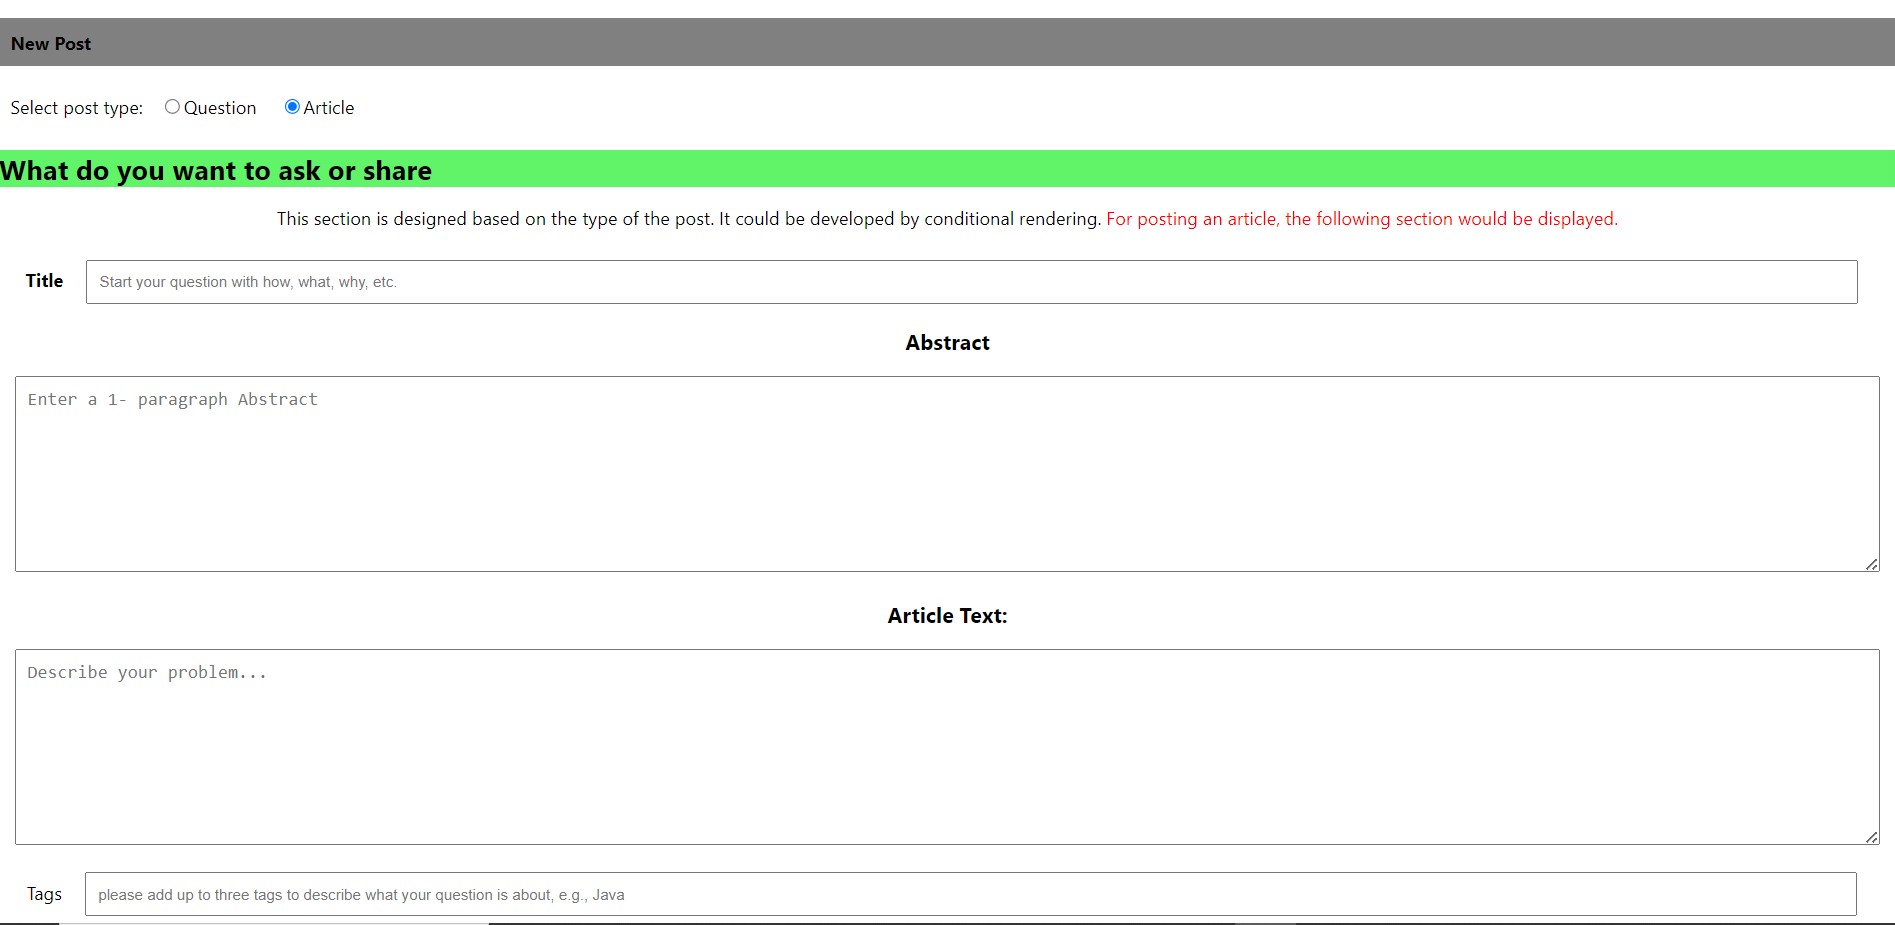 New Post
Select post type: Question Article
What do you want to ask or share
This section is designed based on the type of the post. It could be developed by conditional rendering. For posting an article, the following section would be displayed.
Title Start your question with how, what, why, etc.
Abstract
Enter a 1- paragraph Abstract
Article Text:
Describe your problem...
Tags please add up to three tags to describe what your question is about, e.g., Java